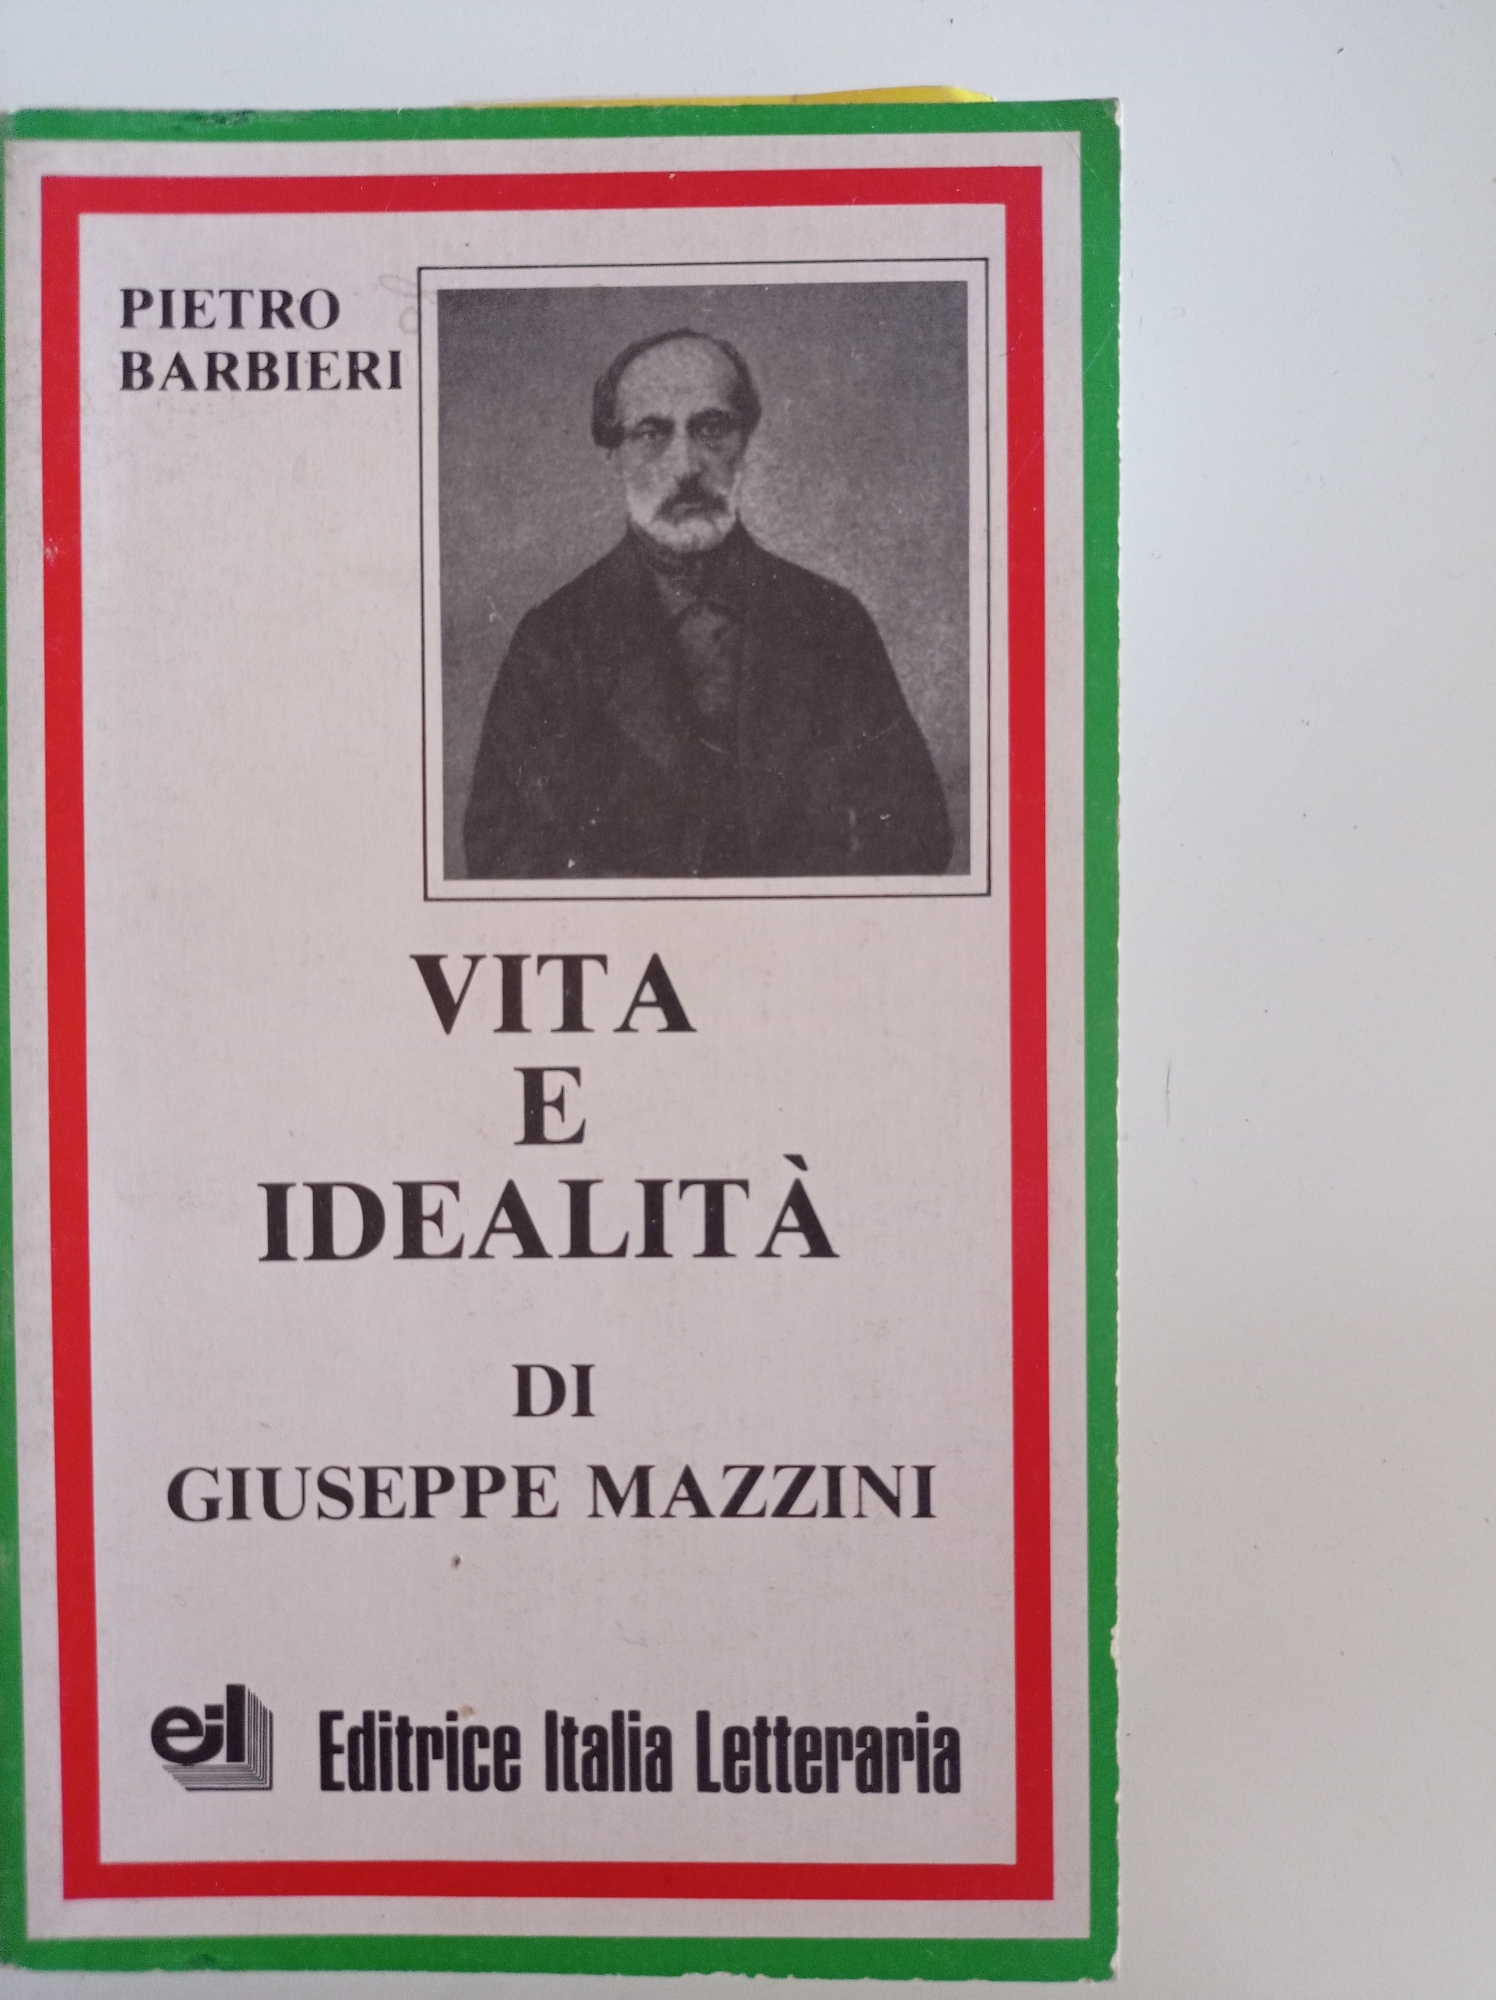 PIETRO
BARBIERI
VITA
E
IDEALITÀ
DI
GIUSEPPE MAZZINI
eil Editrice Italia Letteraria